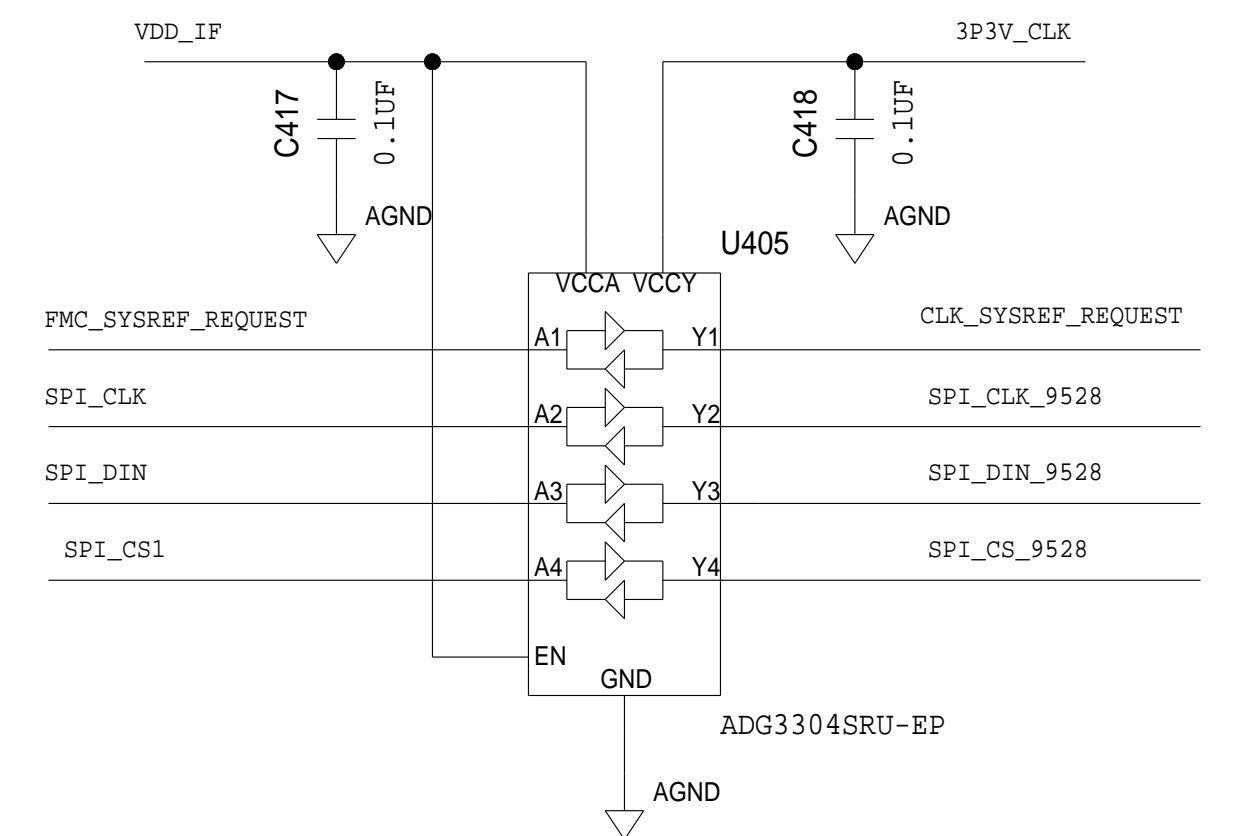 VDD_IF
3P3V_CLK
C417
0.1UF
C418
0.1UF
AGND
AGND
U405
VCCA VCCY
FMC_SYSREF_REQUEST
CLK_SYSREF_REQUEST
A1
Y1
SPI_CLK
SPI_CLK_9528
A2
Y2
SPI_DIN
SPI_DIN_9528
A3
Y3
SPI_CS1
SPI_CS_9528
A4
Y4
EN
GND
ADG3304SRU-EP
AGND